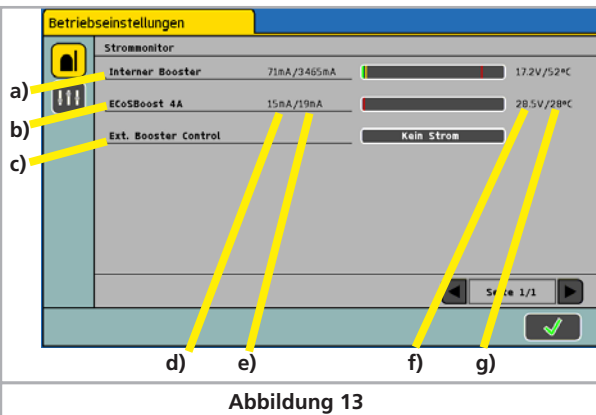 Betriebseinstellungen
Strommonitor
a)
Interner Booster 71mA/3465mA 17.2V/52ºC
b)
ECoSBoost 4A 15mA/19mA 20.5V/28ºC
c)
Ext. Booster Control Kein Strom
Seite 1/1
d) e) f) g)
Abbildung 13